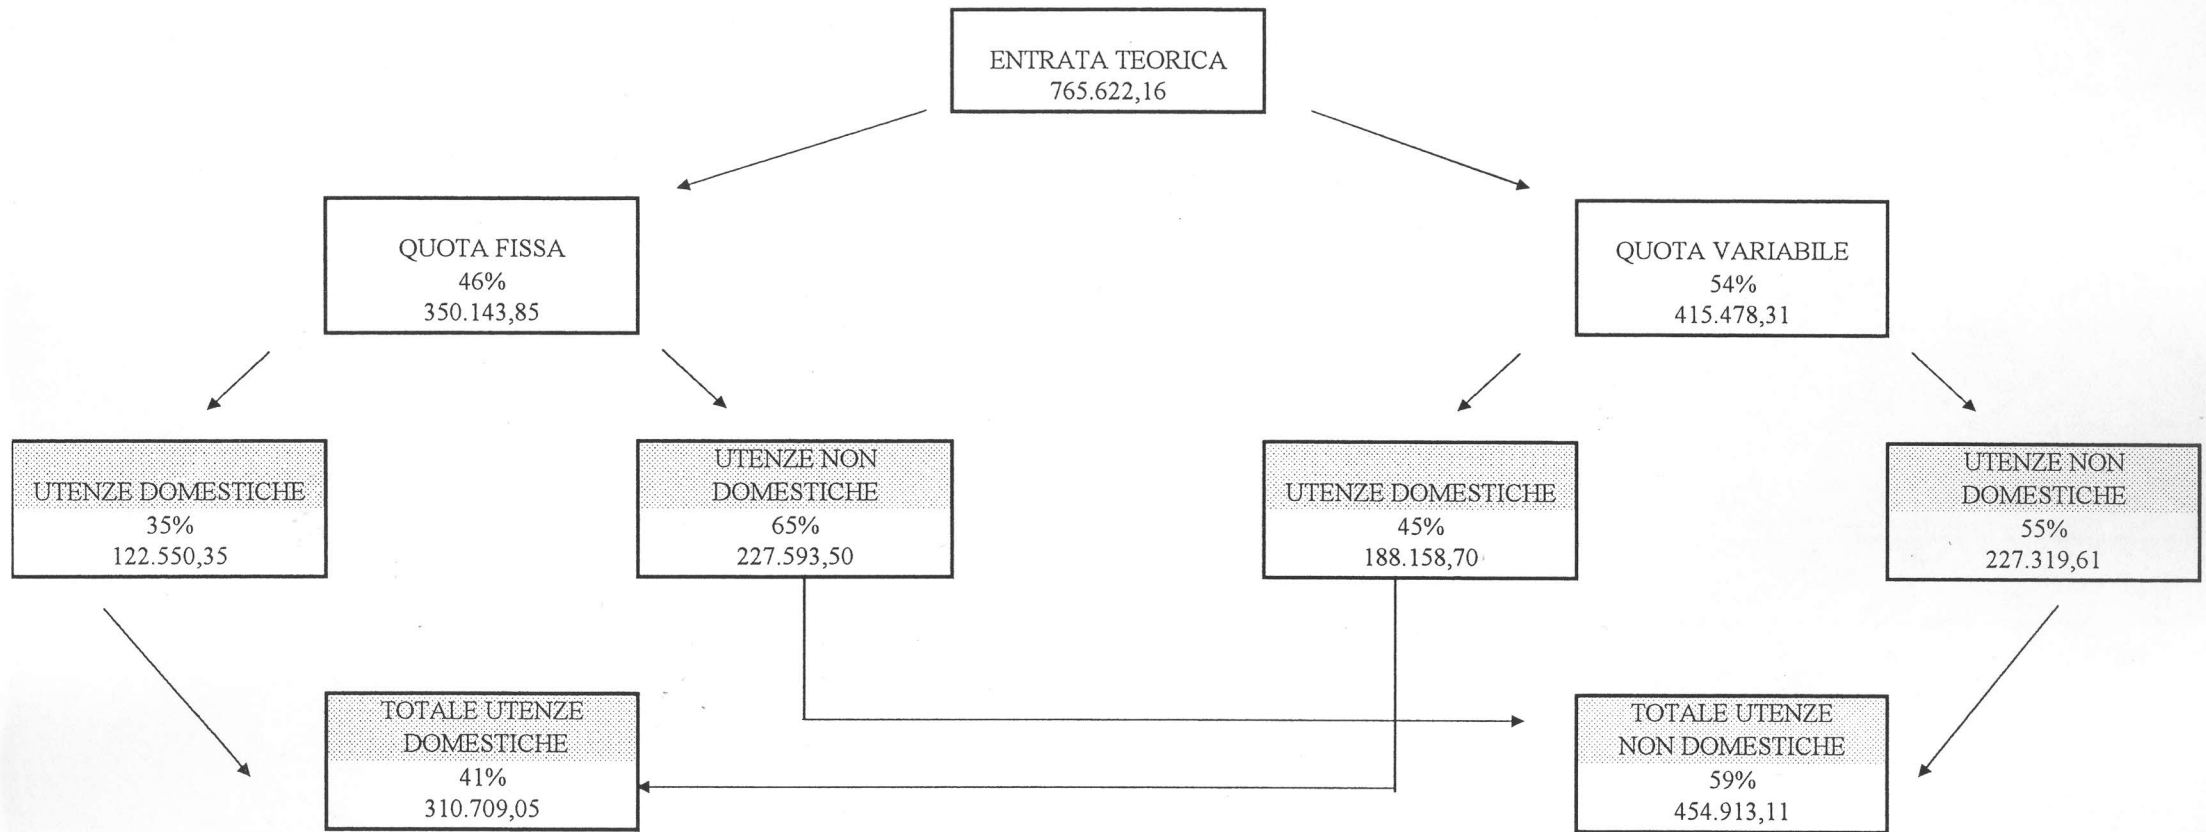 ENTRATA TEORICA
765.622,16
QUOTA FISSA
46%
350.143,85
QUOTA VARIABILE
54%
415.478,31
UTENZE DOMESTICHE
35%
122.550,35
UTENZE NON
DOMESTICHE
65%
227.593,50
UTENZE DOMESTICHE
45%
188.158,70
UTENZE NON
DOMESTICHE
55%
227.319,61
TOTALE UTENZE
DOMESTICHE
41%
310.709,05
TOTALE UTENZE
NON DOMESTICHE
59%
454.913,11